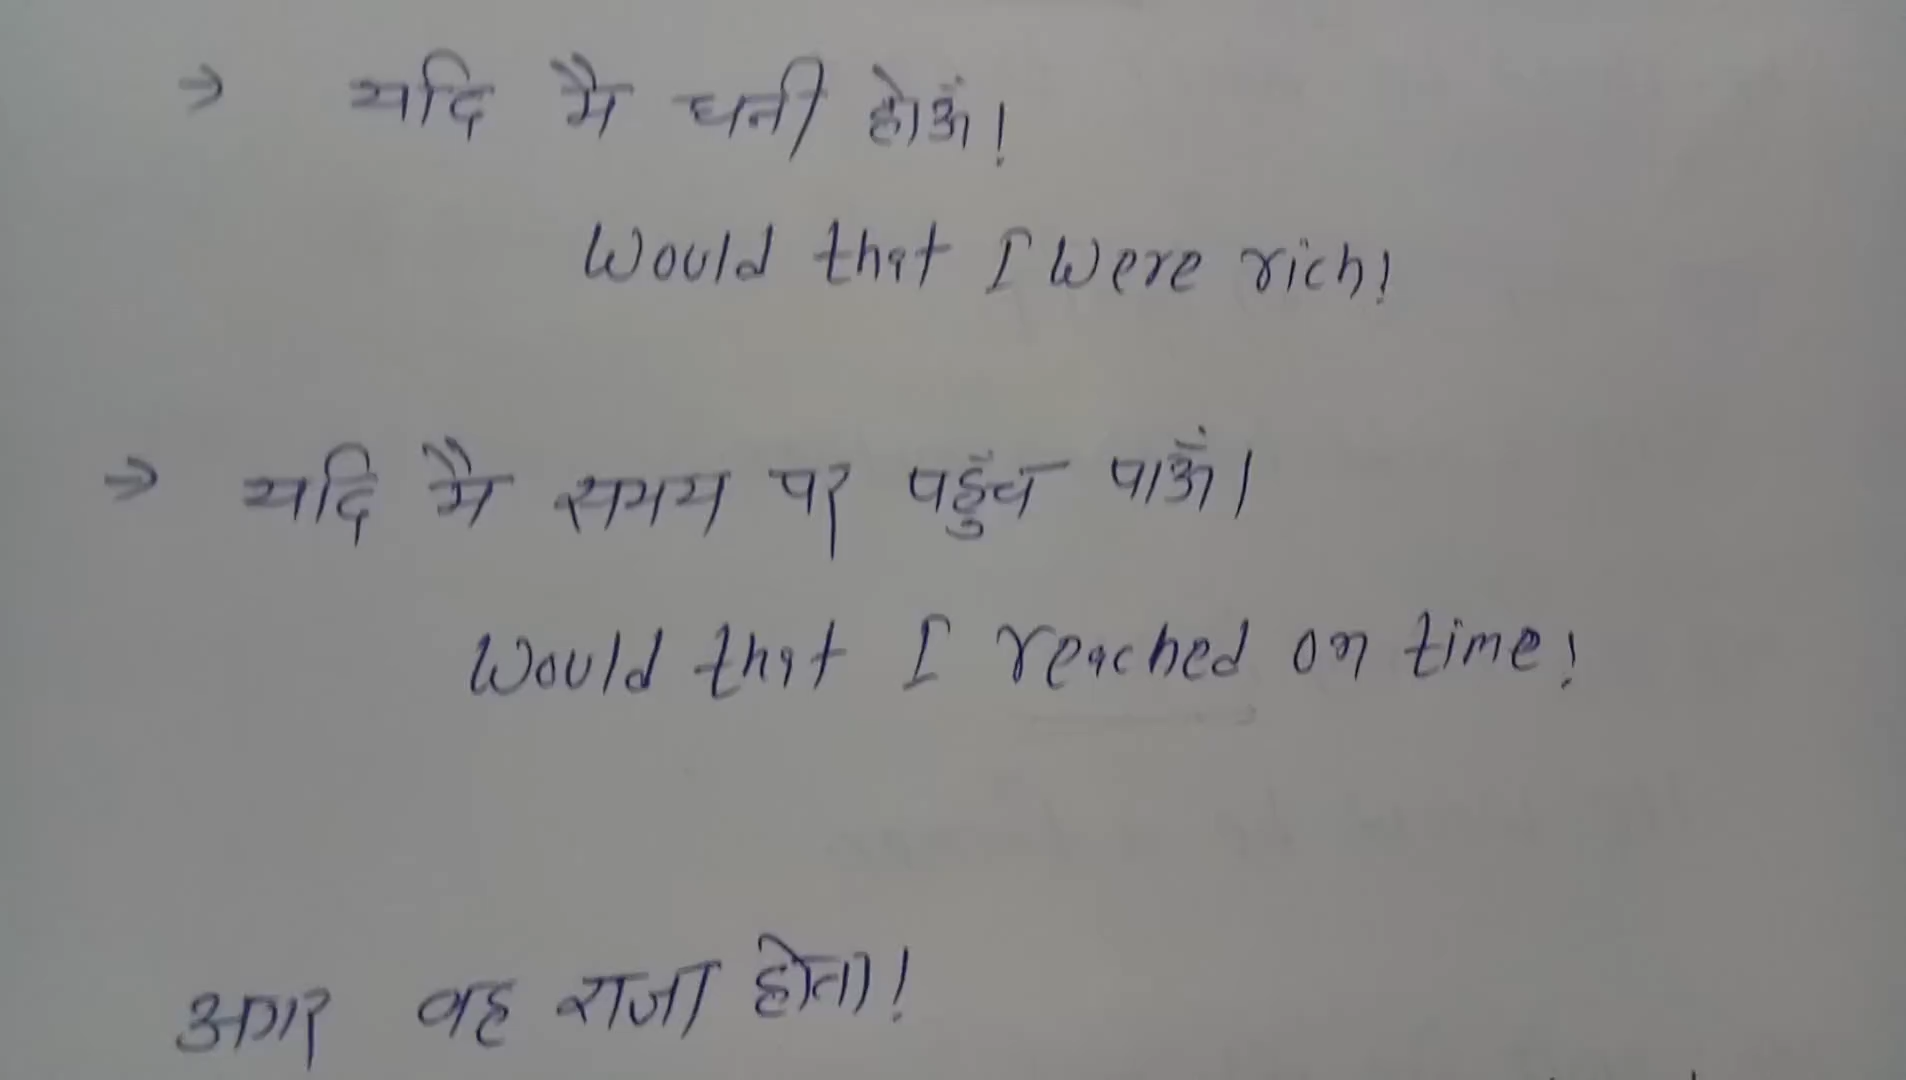 → यदि मै धनी होऊँ!
Would that I were rich!
→ यदि मै समय पर पहुँच पाऊँ।
Would that I reached on time!
अगर वह राजा होता!